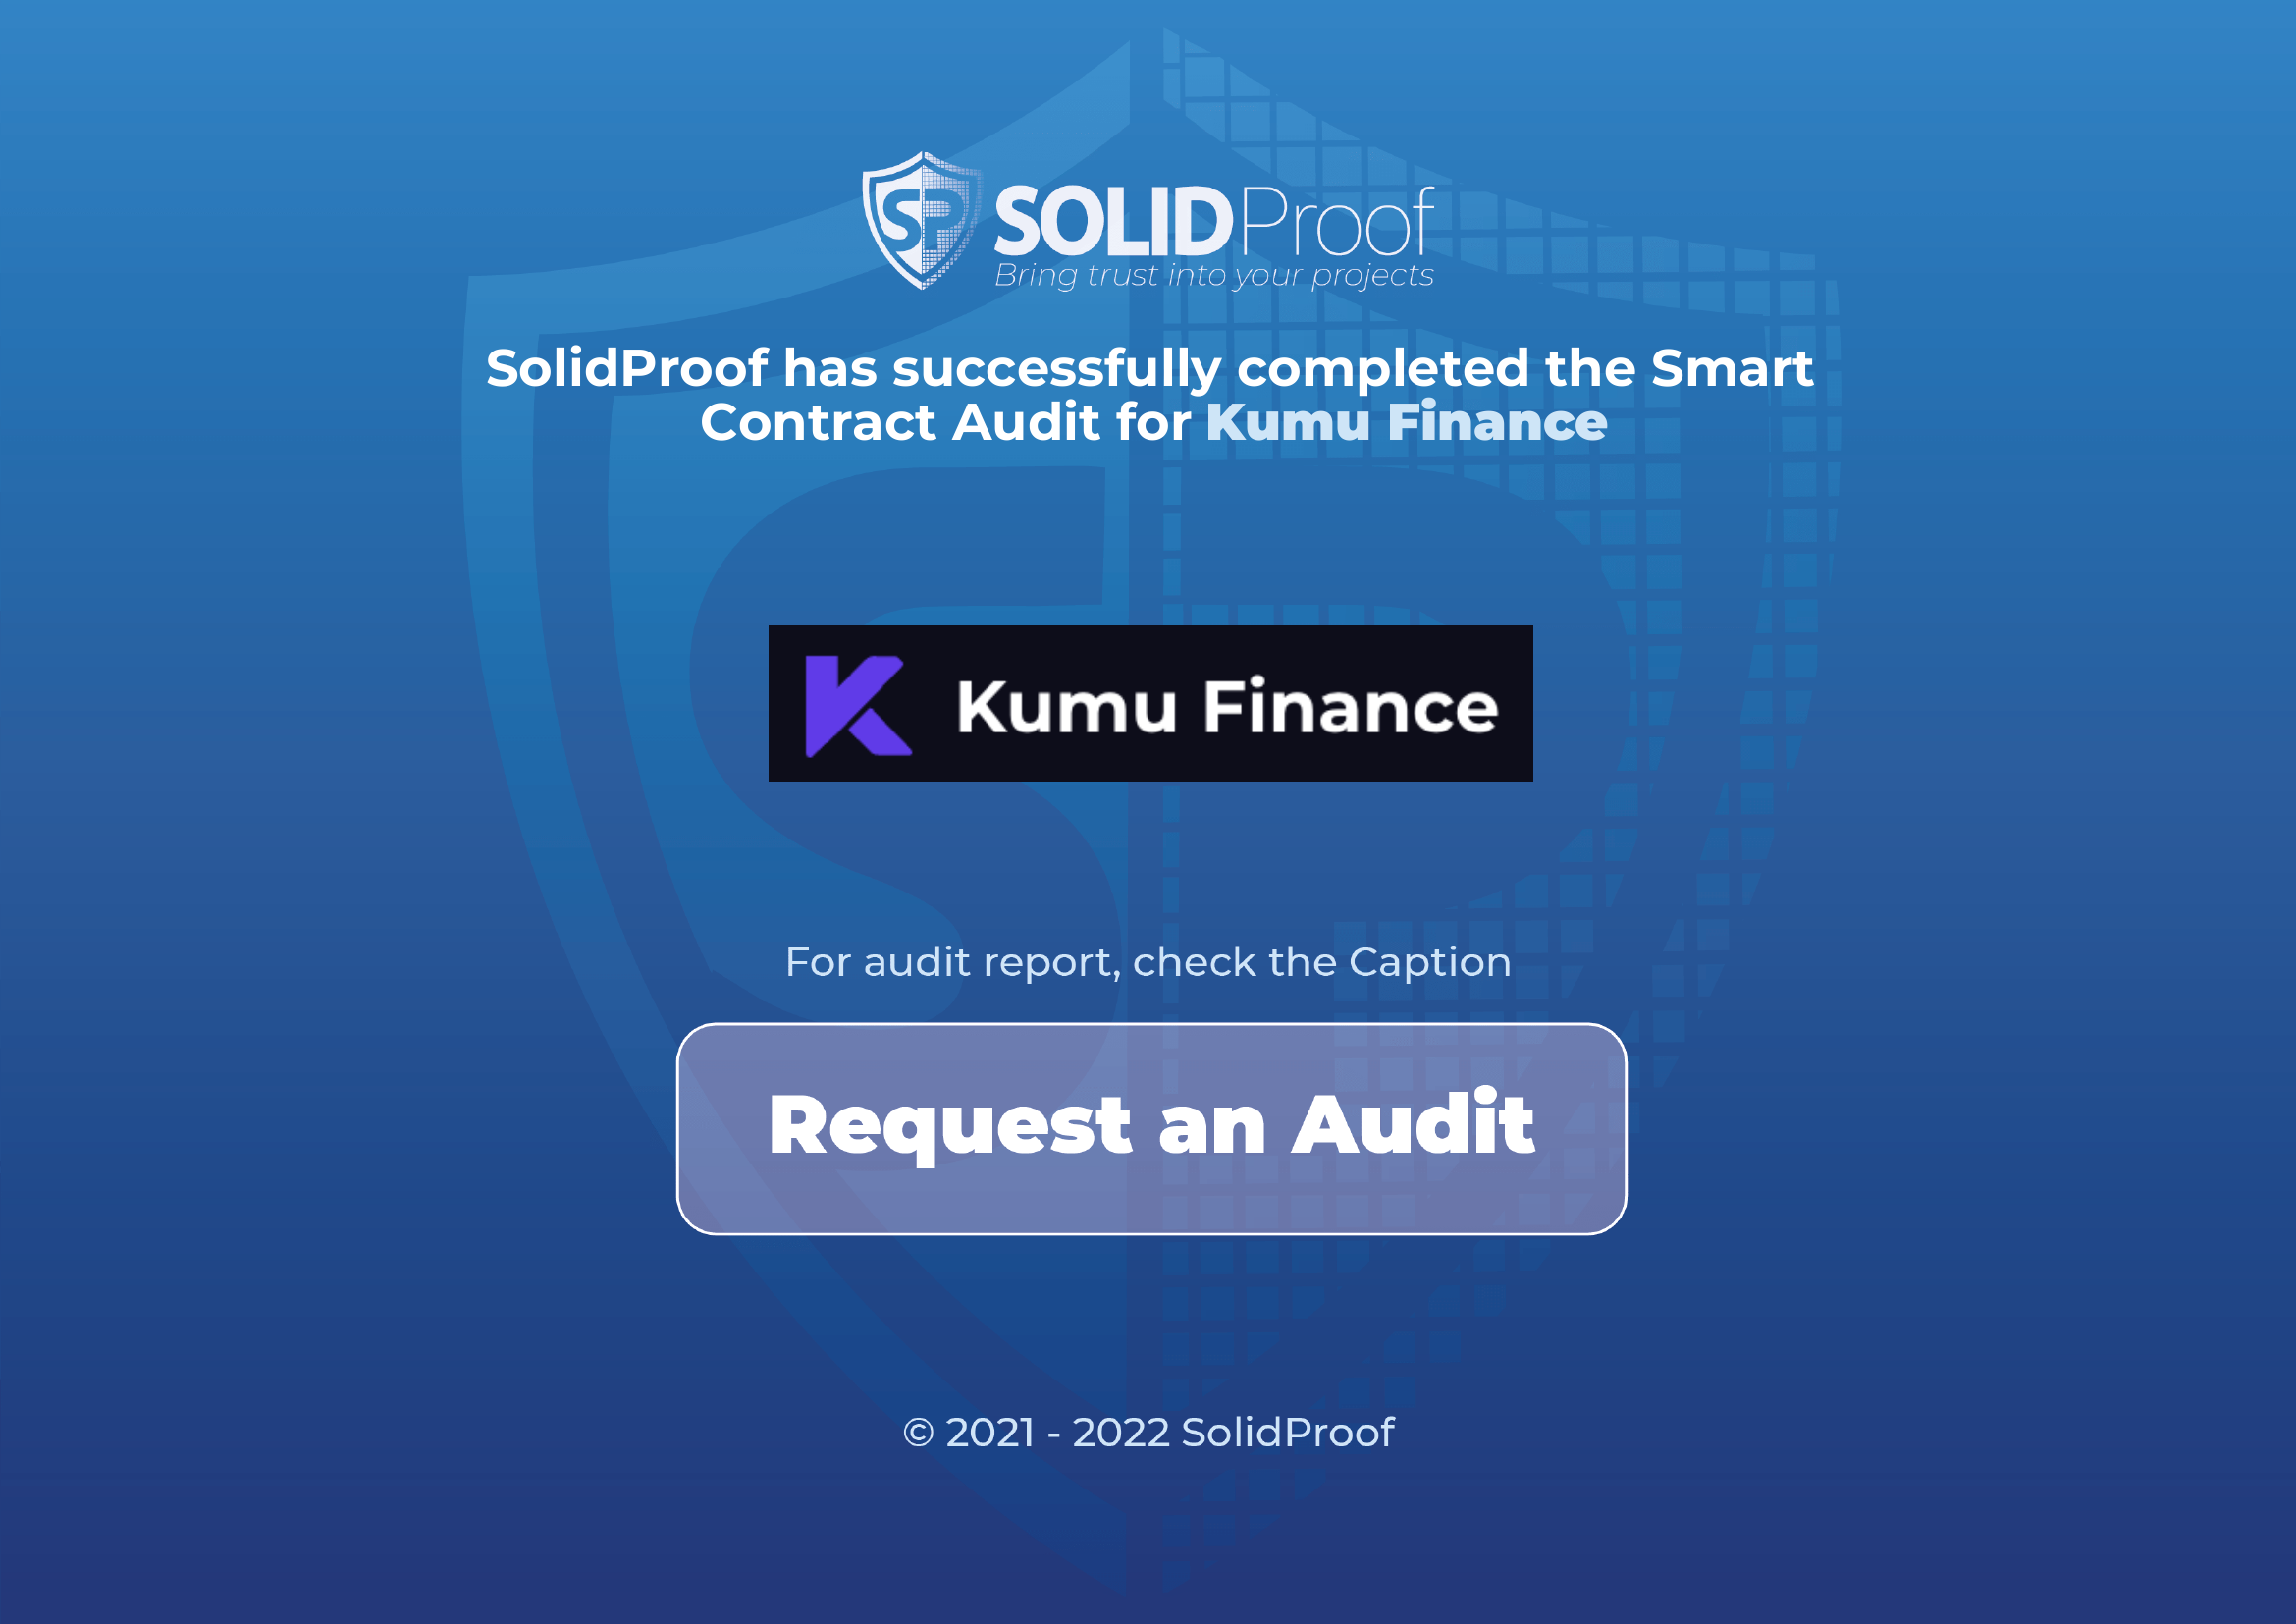 SP SOLIDProof
Bring trust into your projects
SolidProof has successfully completed the Smart
Contract Audit for Kumu Finance
Kumu Finance
For audit report, check the Caption
Request an Audit
© 2021 - 2022 SolidProof